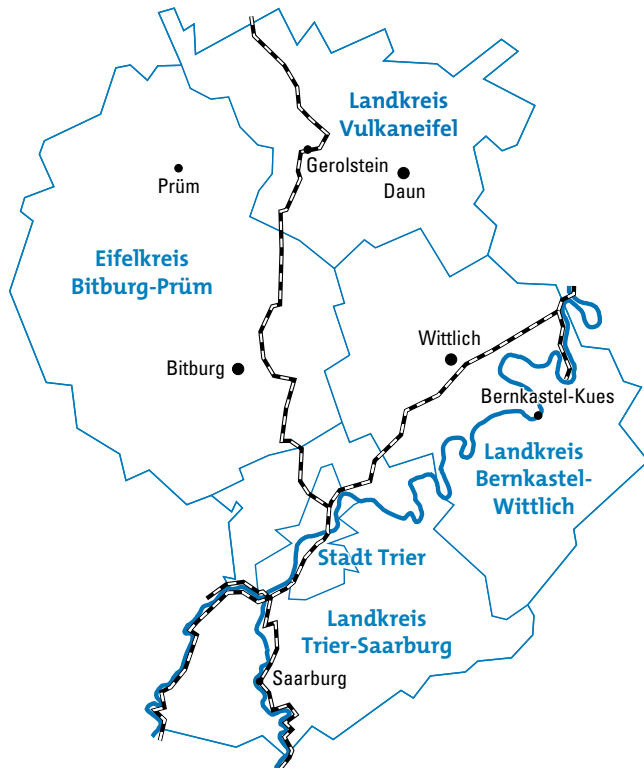 Landkreis
Vulkaneifel
Gerolstein
Prüm
Daun
Eifelkreis
Bitburg-Prüm
Wittlich
Bitburg
Bernkastel-Kues
Landkreis
Bernkastel-
Wittlich
Stadt Trier
Landkreis
Trier-Saarburg
Saarburg